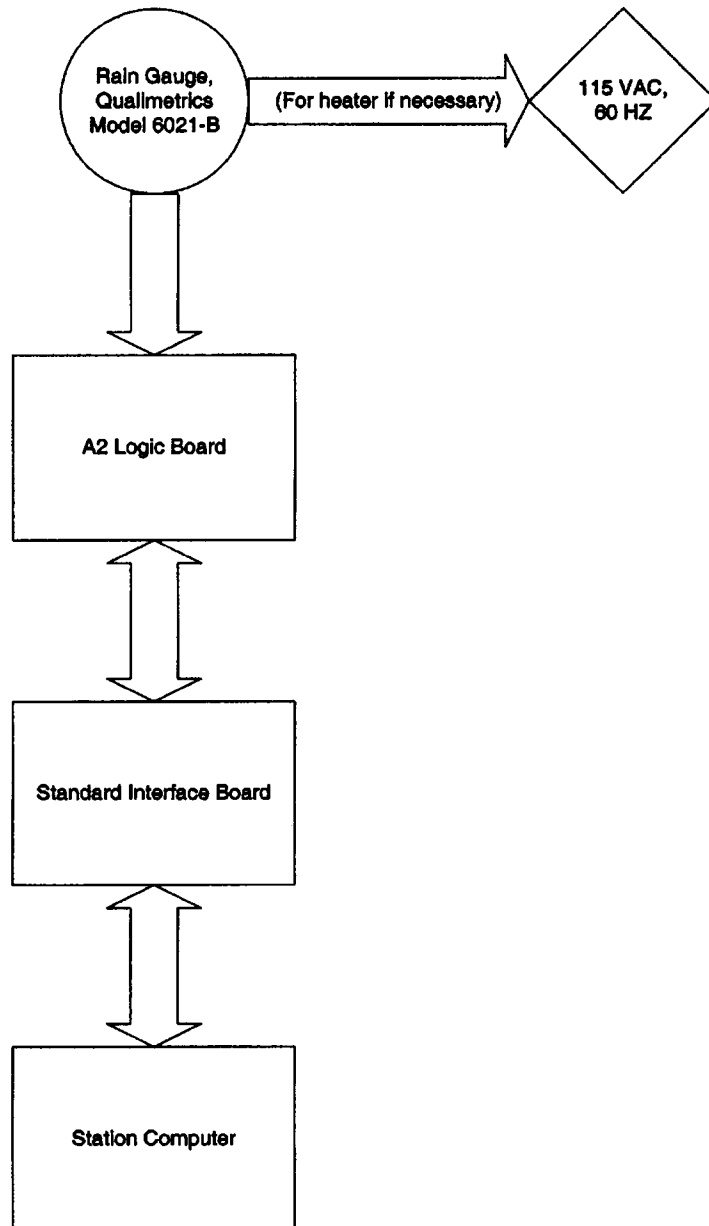 Rain Gauge,
Qualimetrics
Model 6021-B
(For heater if necessary)
115 VAC,
60 HZ
A2 Logic Board
Standard Interface Board
Station Computer